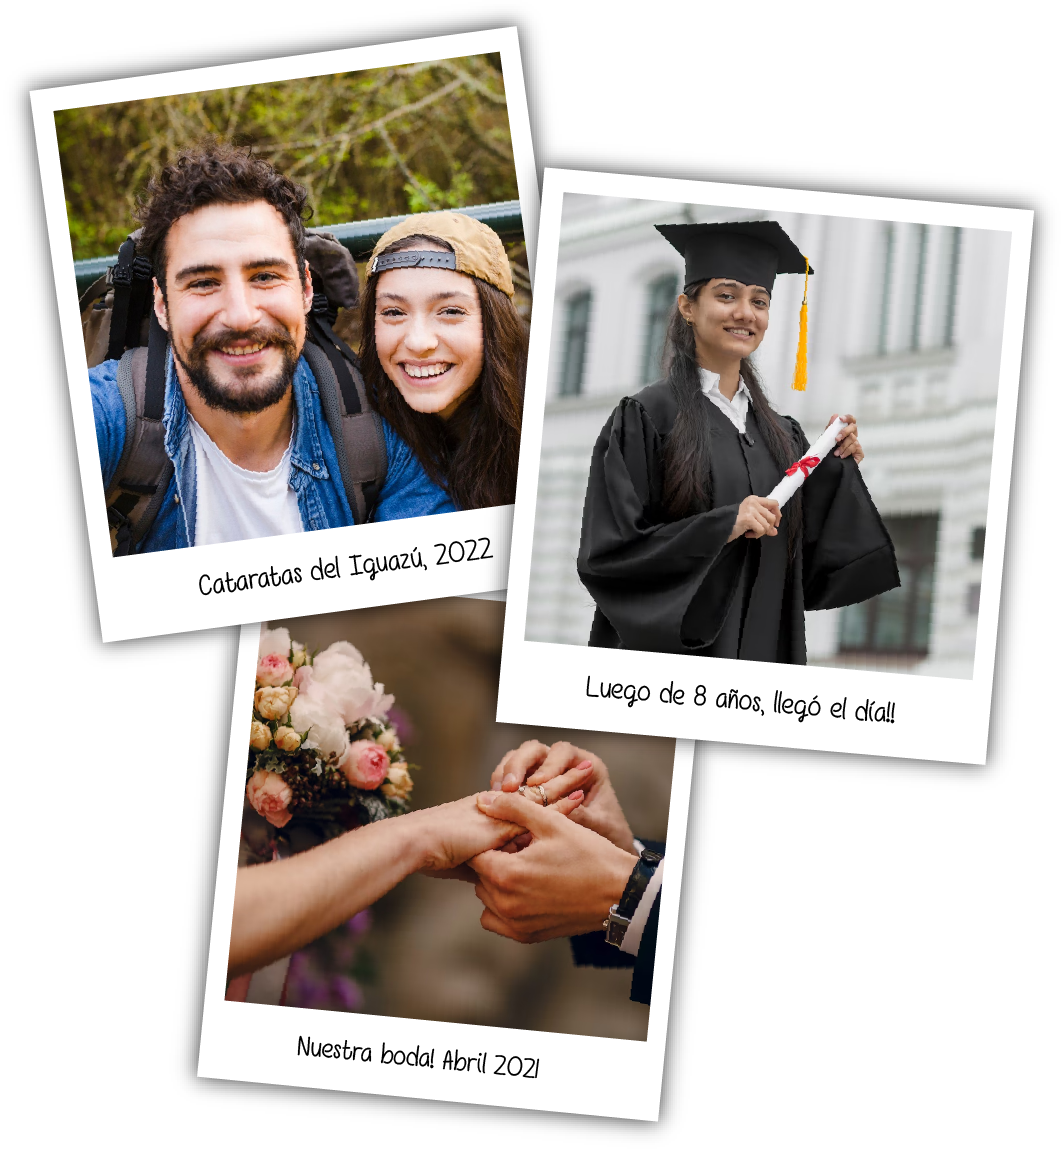 Cataratas del Iguazú, 2022
Luego de 8 años, llegó el día!!
Nuestra boda! Abril 2021